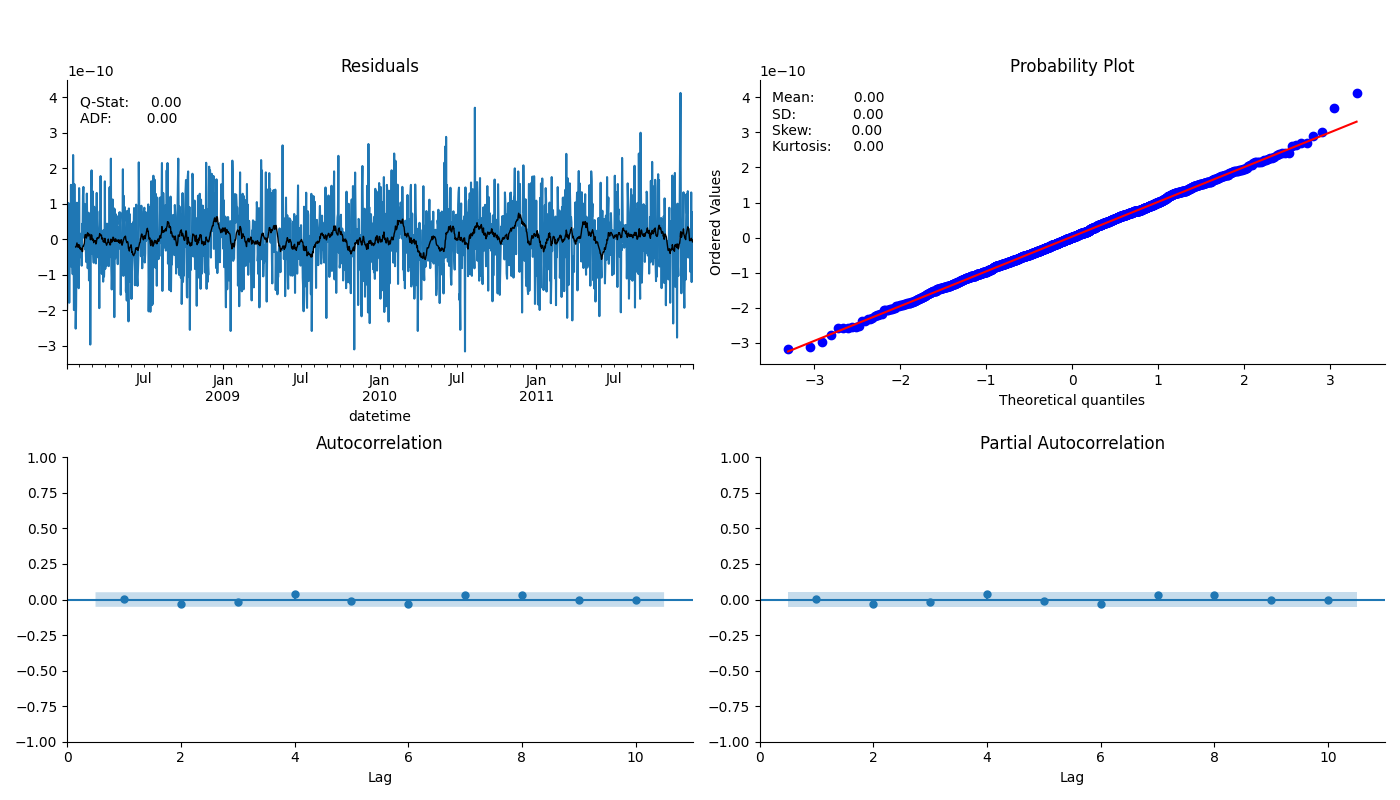 Residuals
1e−10
Q-Stat: 0.00
ADF: 0.00
4
3
2
1
0
−1
−2
−3
Jul
Jan
2009
Jul
Jan
2010
Jul
Jan
2011
Jul
datetime
Probability Plot
1e−10
Mean: 0.00
SD: 0.00
Skew: 0.00
Kurtosis: 0.00
Ordered Values
4
3
2
1
0
−1
−2
−3
−3 −2 −1 0 1 2 3
Theoretical quantiles
Autocorrelation
1.00
0.75
0.50
0.25
0.00
−0.25
−0.50
−0.75
−1.00
0 2 4 6 8 10
Lag
Partial Autocorrelation
1.00
0.75
0.50
0.25
0.00
−0.25
−0.50
−0.75
−1.00
0 2 4 6 8 10
Lag